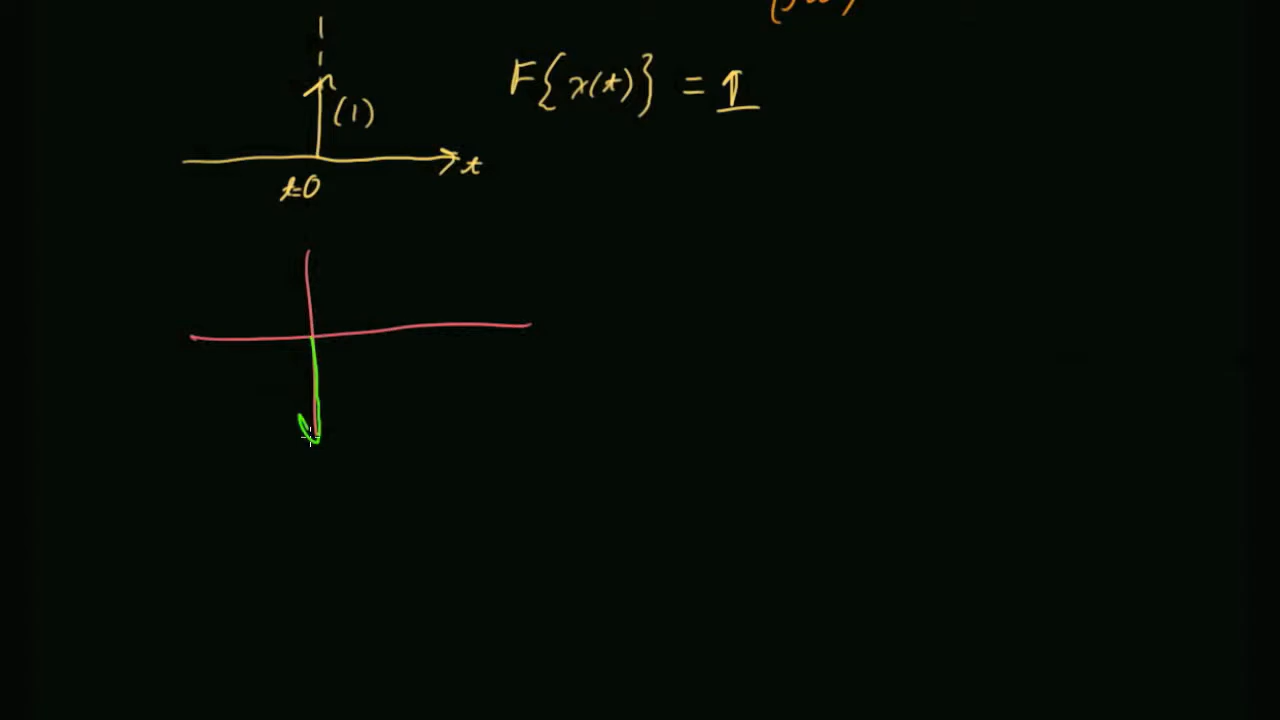 F{x(t)} = 1
(1)
t
t=0